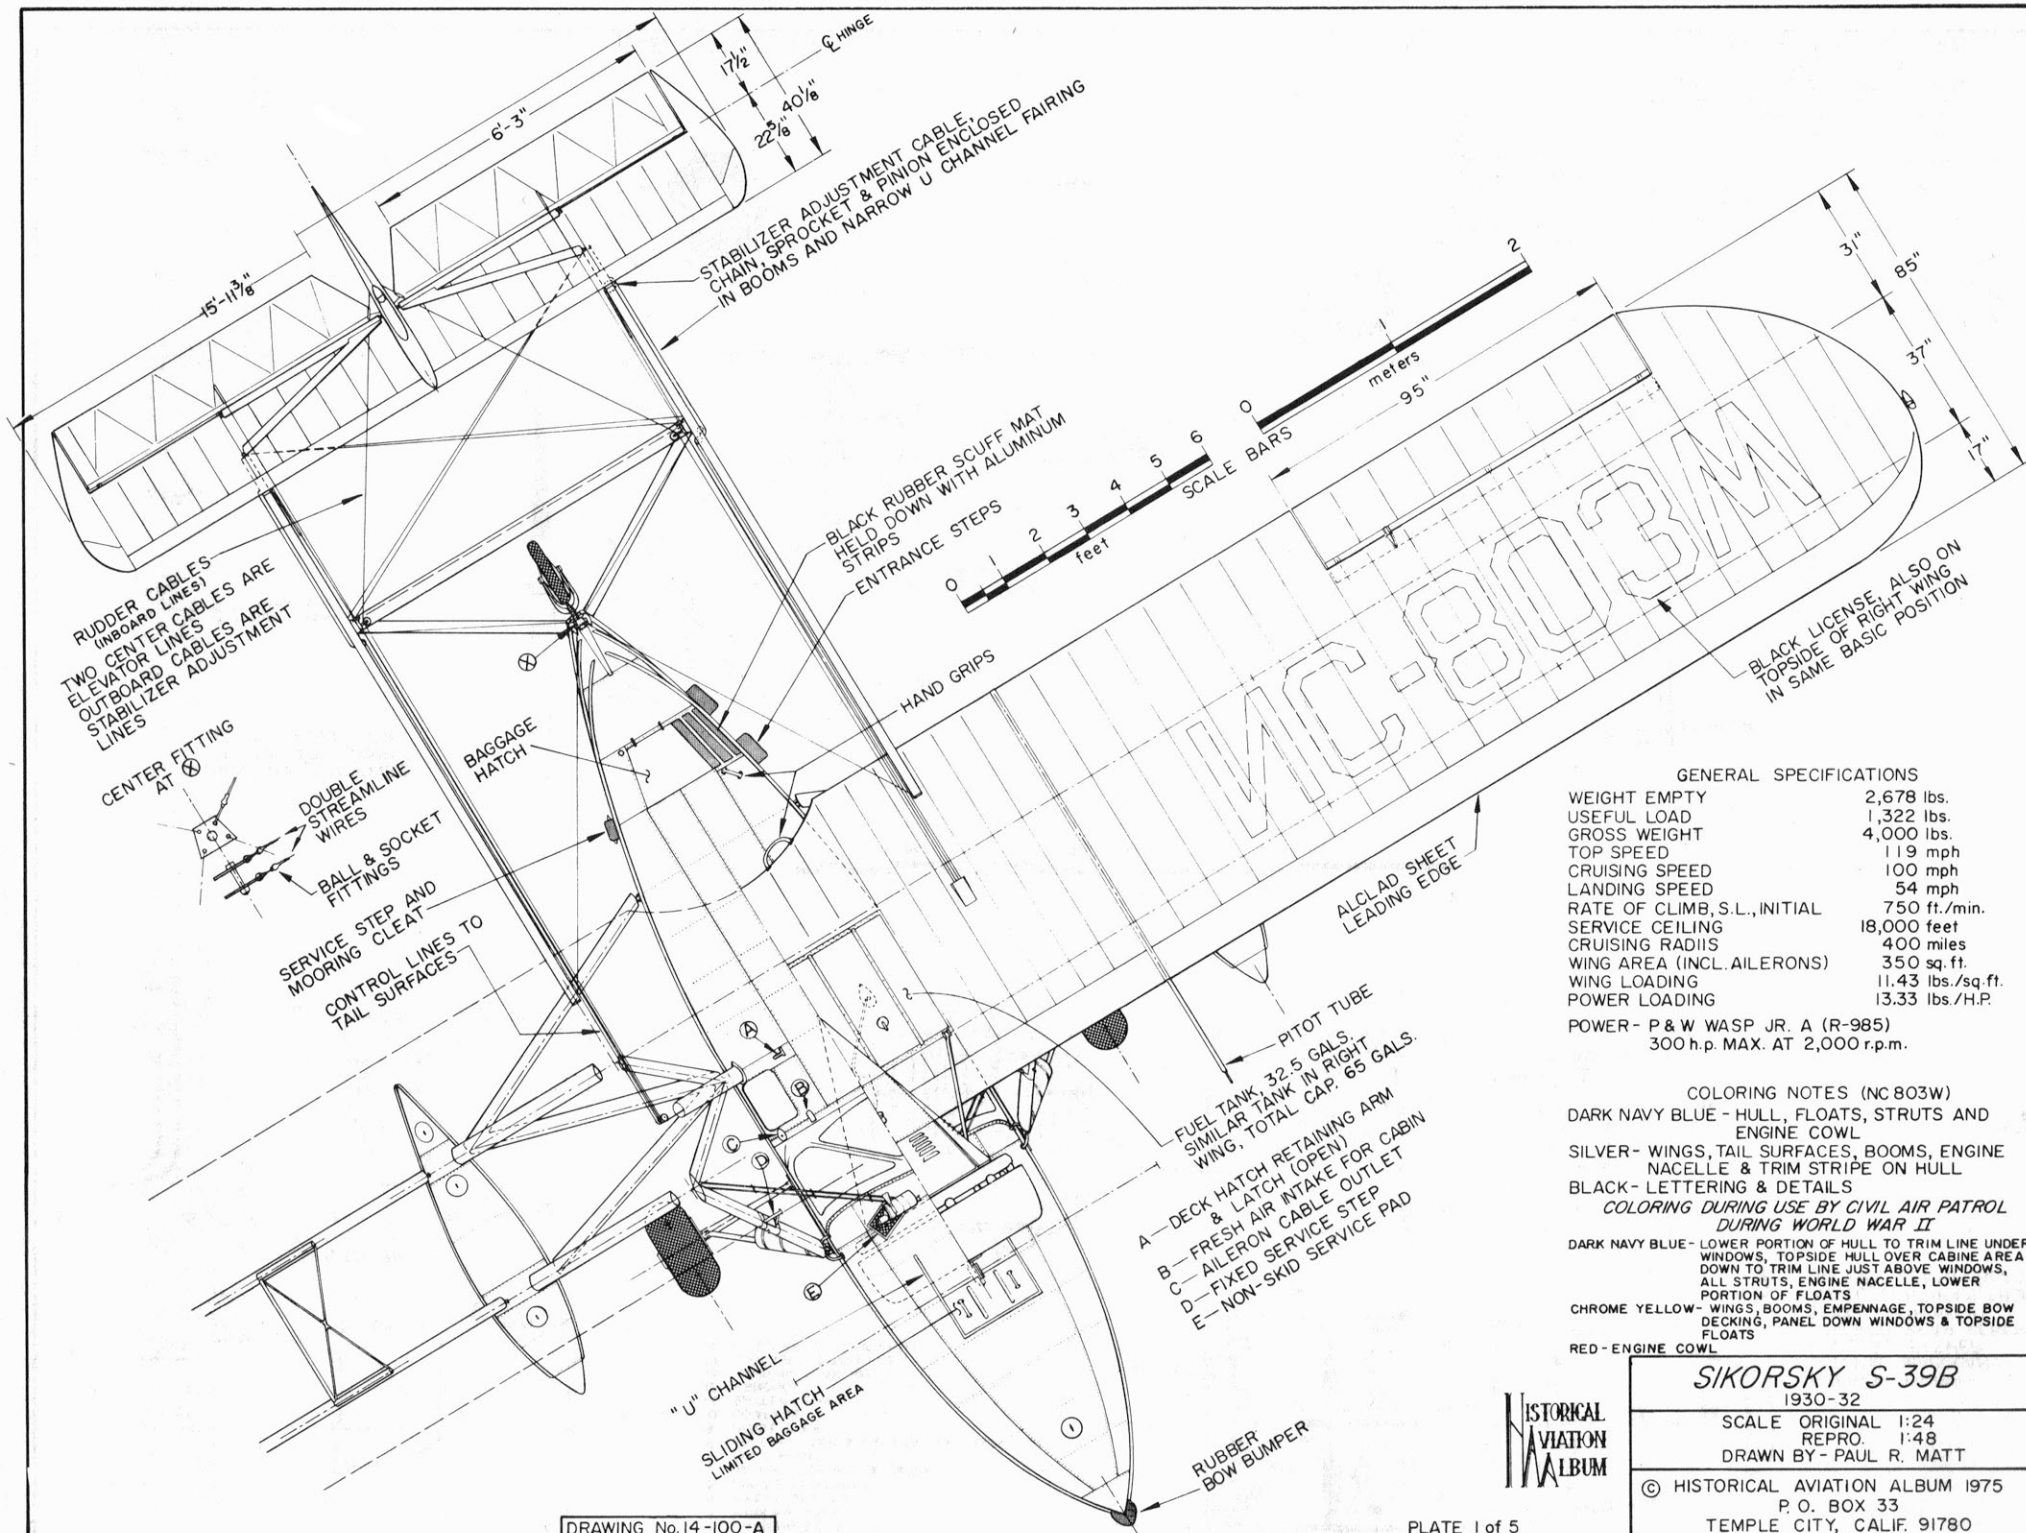 ℄ HINGE
17½"
40⅛"
22⅝"
6'-3"
15'-11⅜"
STABILIZER ADJUSTMENT CABLE,
CHAIN, SPROCKET & PINION ENCLOSED
IN BOOMS AND NARROW U CHANNEL FAIRING
31"
85"
37"
17"
95"
0 1 2
meters
0 1 2 3 4 5 6
feet
SCALE BARS
BLACK RUBBER SCUFF MAT
HELD DOWN WITH ALUMINUM
STRIPS
ENTRANCE STEPS
HAND GRIPS
NC-803W
BLACK LICENSE, ALSO ON
TOPSIDE OF RIGHT WING
IN SAME BASIC POSITION
RUDDER CABLES
(INBOARD LINES)
TWO CENTER CABLES ARE
ELEVATOR LINES
OUTBOARD CABLES ARE
STABILIZER ADJUSTMENT
LINES
X
BAGGAGE
HATCH
CENTER FITTING
AT X
DOUBLE
STREAMLINE
WIRES
BALL & SOCKET
FITTINGS
SERVICE STEP AND
MOORING CLEAT
CONTROL LINES TO
TAIL SURFACES
ALCLAD SHEET
LEADING EDGE
A
B
C
D
E
PITOT TUBE
FUEL TANK, 32.5 GALS.
SIMILAR TANK IN RIGHT
WING, TOTAL CAP. 65 GALS.
A—DECK HATCH RETAINING ARM
& LATCH (OPEN)
B—FRESH AIR INTAKE FOR CABIN
C—AILERON CABLE OUTLET
D—FIXED SERVICE STEP
E—NON-SKID SERVICE PAD
"U" CHANNEL
SLIDING HATCH
LIMITED BAGGAGE AREA
RUBBER
BOW BUMPER
GENERAL SPECIFICATIONS
WEIGHT EMPTY 2,678 lbs.
USEFUL LOAD 1,322 lbs.
GROSS WEIGHT 4,000 lbs.
TOP SPEED 119 mph
CRUISING SPEED 100 mph
LANDING SPEED 54 mph
RATE OF CLIMB, S.L., INITIAL 750 ft./min.
SERVICE CEILING 18,000 feet
CRUISING RADIIS 400 miles
WING AREA (INCL. AILERONS) 350 sq. ft.
WING LOADING 11.43 lbs./sq. ft.
POWER LOADING 13.33 lbs./H.P.
POWER - P & W WASP JR. A (R-985)
300 h.p. MAX. AT 2,000 r.p.m.
COLORING NOTES (NC 803W)
DARK NAVY BLUE - HULL, FLOATS, STRUTS AND
ENGINE COWL
SILVER - WINGS, TAIL SURFACES, BOOMS, ENGINE
NACELLE & TRIM STRIPE ON HULL
BLACK - LETTERING & DETAILS
COLORING DURING USE BY CIVIL AIR PATROL
DURING WORLD WAR II
DARK NAVY BLUE - LOWER PORTION OF HULL TO TRIM LINE UNDER
WINDOWS, TOPSIDE HULL OVER CABINE AREA
DOWN TO TRIM LINE JUST ABOVE WINDOWS,
ALL STRUTS, ENGINE NACELLE, LOWER
PORTION OF FLOATS
CHROME YELLOW - WINGS, BOOMS, EMPENNAGE, TOPSIDE BOW
DECKING, PANEL DOWN WINDOWS & TOPSIDE
FLOATS
RED - ENGINE COWL
HISTORICAL
AVIATION
ALBUM
SIKORSKY S-39B
1930-32
SCALE ORIGINAL 1:24
REPRO. 1:48
DRAWN BY - PAUL R. MATT
© HISTORICAL AVIATION ALBUM 1975
P. O. BOX 33
TEMPLE CITY, CALIF. 91780
DRAWING No. 14-100-A
PLATE 1 of 5